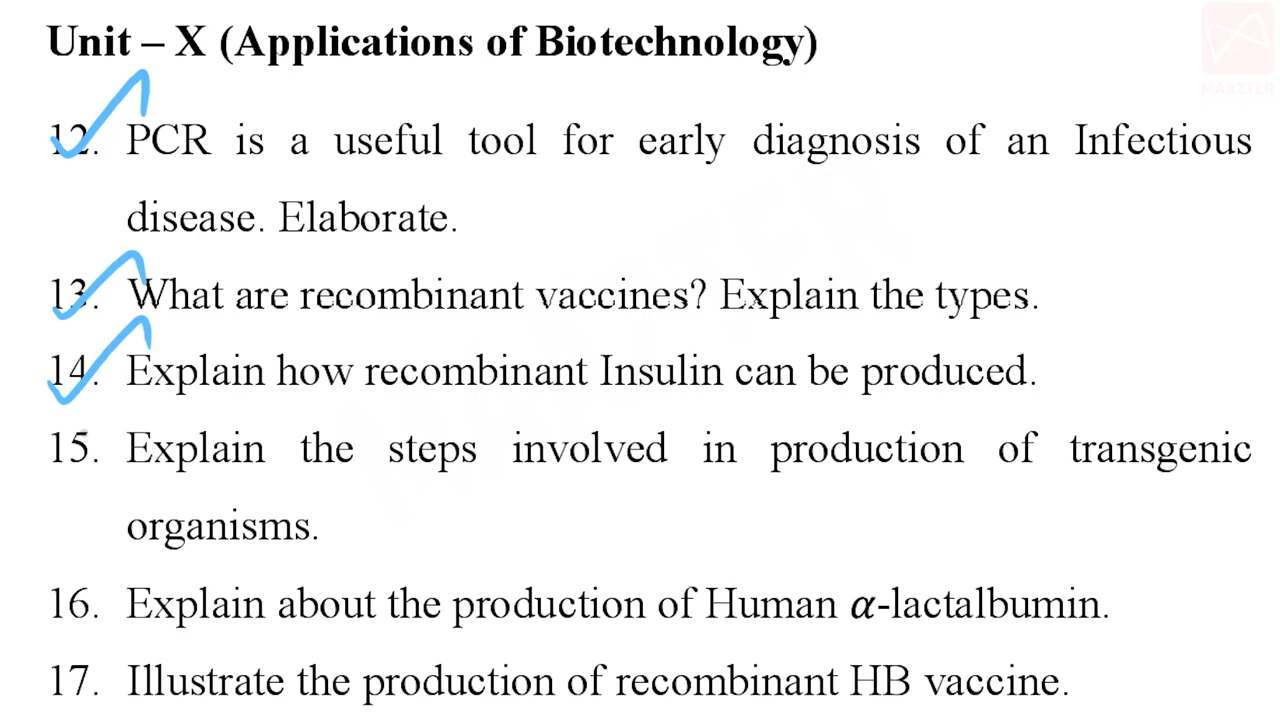 Unit – X (Applications of Biotechnology)
MAAITER
12. PCR is a useful tool for early diagnosis of an Infectious
disease. Elaborate.
13. What are recombinant vaccines? Explain the types.
14. Explain how recombinant Insulin can be produced.
15. Explain the steps involved in production of transgenic
organisms.
16. Explain about the production of Human α-lactalbumin.
17. Illustrate the production of recombinant HB vaccine.